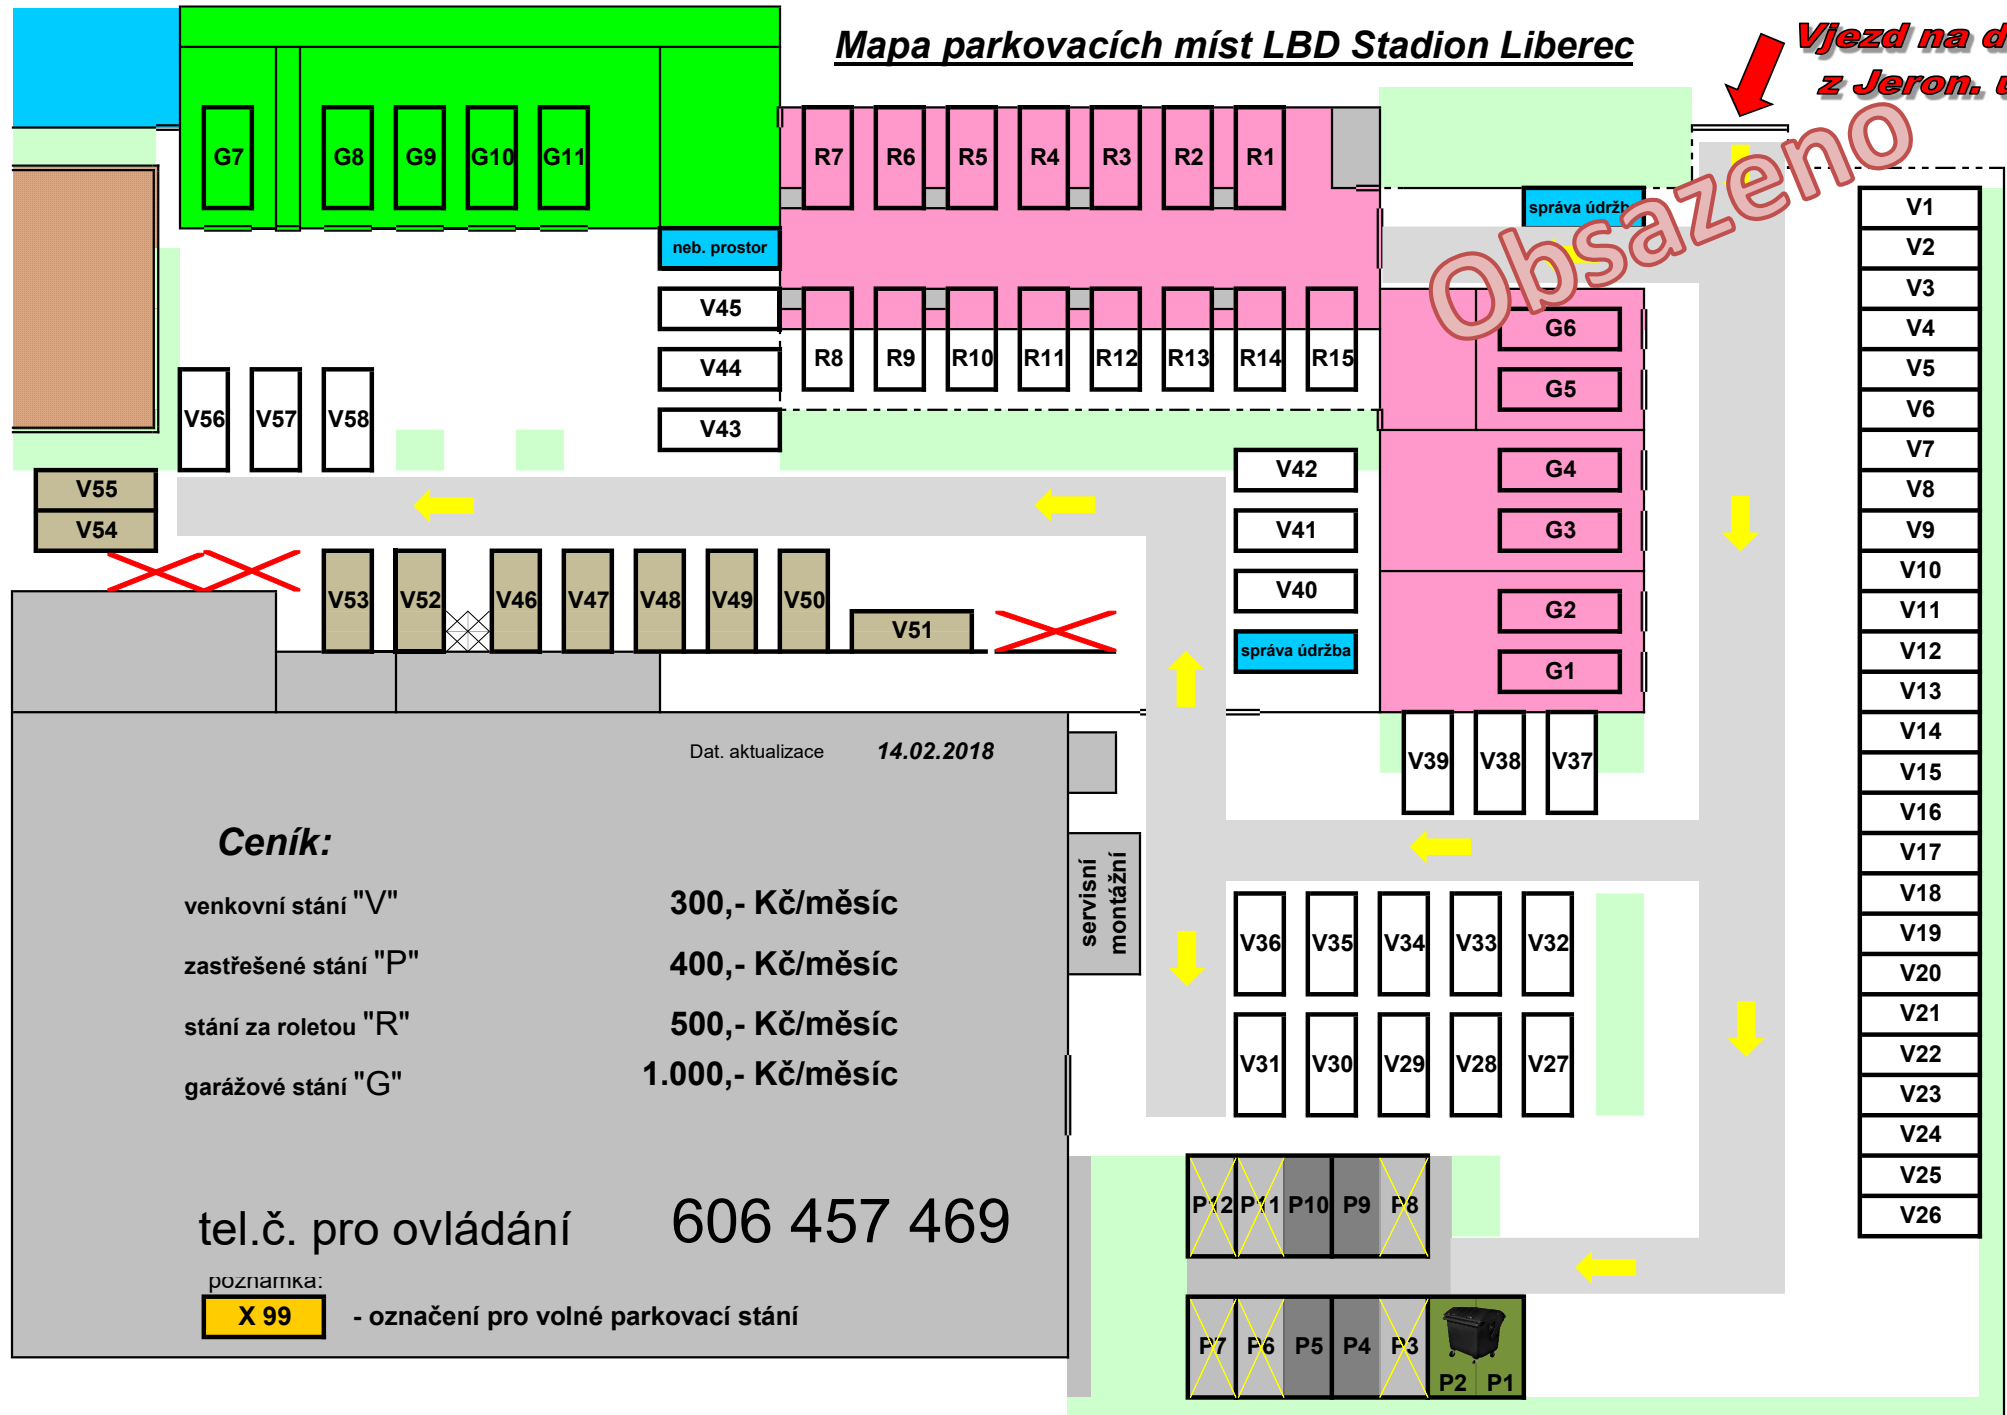 Mapa parkovacích míst LBD Stadion Liberec
Vjezd na d
z Jeron. u
Obsazeno
G7 G8 G9 G10 G11
R7 R6 R5 R4 R3 R2 R1
správa údržb
neb. prostor
V45
V44
V43
R8 R9 R10 R11 R12 R13 R14 R15
G6
G5
G4
G3
G2
G1
V56 V57 V58
V55
V54
V42
V41
V40
správa údržba
V53 V52 V46 V47 V48 V49 V50
V51
V39 V38 V37
V1
V2
V3
V4
V5
V6
V7
V8
V9
V10
V11
V12
V13
V14
V15
V16
V17
V18
V19
V20
V21
V22
V23
V24
V25
V26
Dat. aktualizace 14.02.2018
Ceník:
venkovní stání "V" 300,- Kč/měsíc
zastřešené stání "P" 400,- Kč/měsíc
stání za roletou "R" 500,- Kč/měsíc
garážové stání "G" 1.000,- Kč/měsíc
servisní
montážní
V36 V35 V34 V33 V32
V31 V30 V29 V28 V27
tel.č. pro ovládání 606 457 469
poznámka:
X 99 - označení pro volné parkovací stání
P12 P11 P10 P9 P8
P7 P6 P5 P4 P3
P2 P1